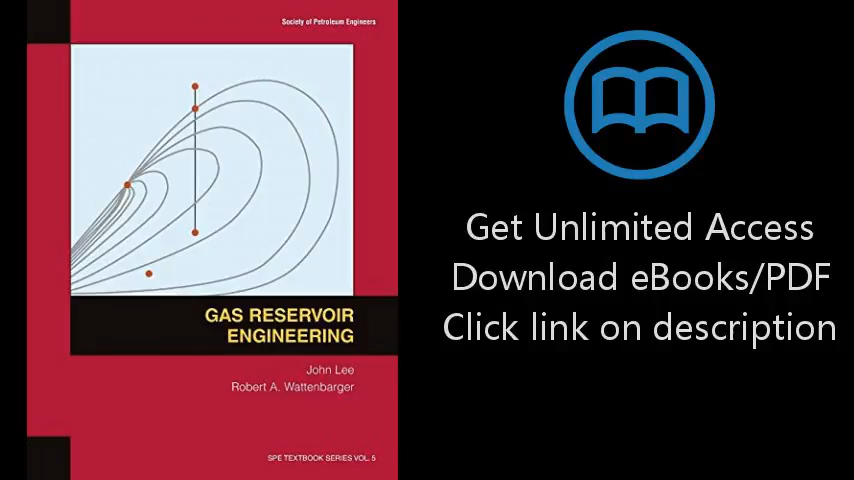 Society of Petroleum Engineers
GAS RESERVOIR
ENGINEERING
John Lee
Robert A. Wattenbarger
SPE TEXTBOOK SERIES VOL. 5
Get Unlimited Access
Download eBooks/PDF
Click link on description